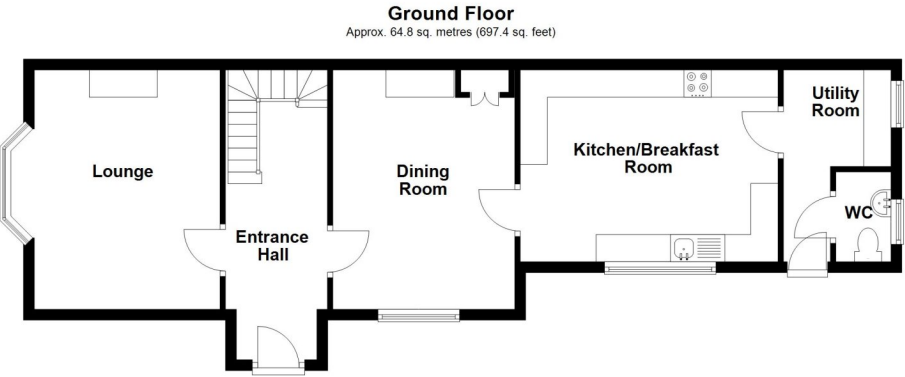 Ground Floor
Approx. 64.8 sq. metres (697.4 sq. feet)
Lounge
Entrance
Hall
Dining
Room
Kitchen/Breakfast
Room
Utility
Room
WC